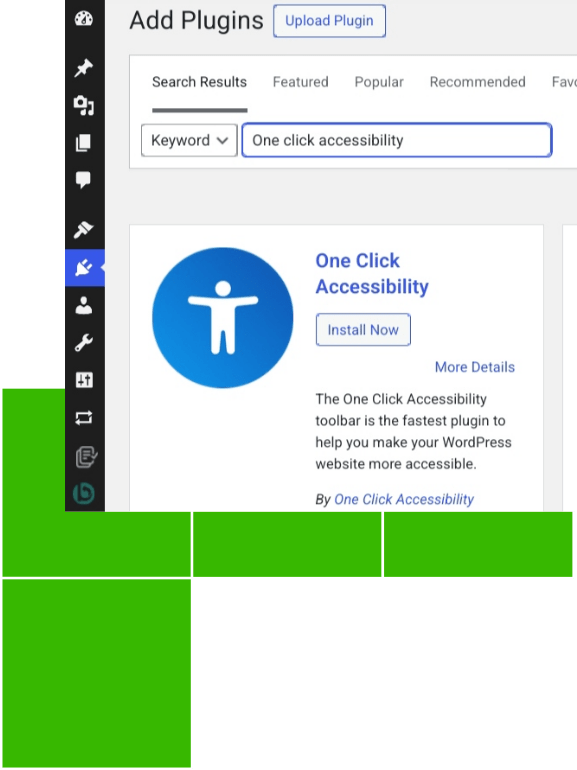 Add Plugins Upload Plugin
Search Results Featured Popular Recommended
Keyword One click accessibility
One Click
Accessibility
Install Now
More Details
The One Click Accessibility
toolbar is the fastest plugin to
help you make your WordPress
website more accessible.
By One Click Accessibility